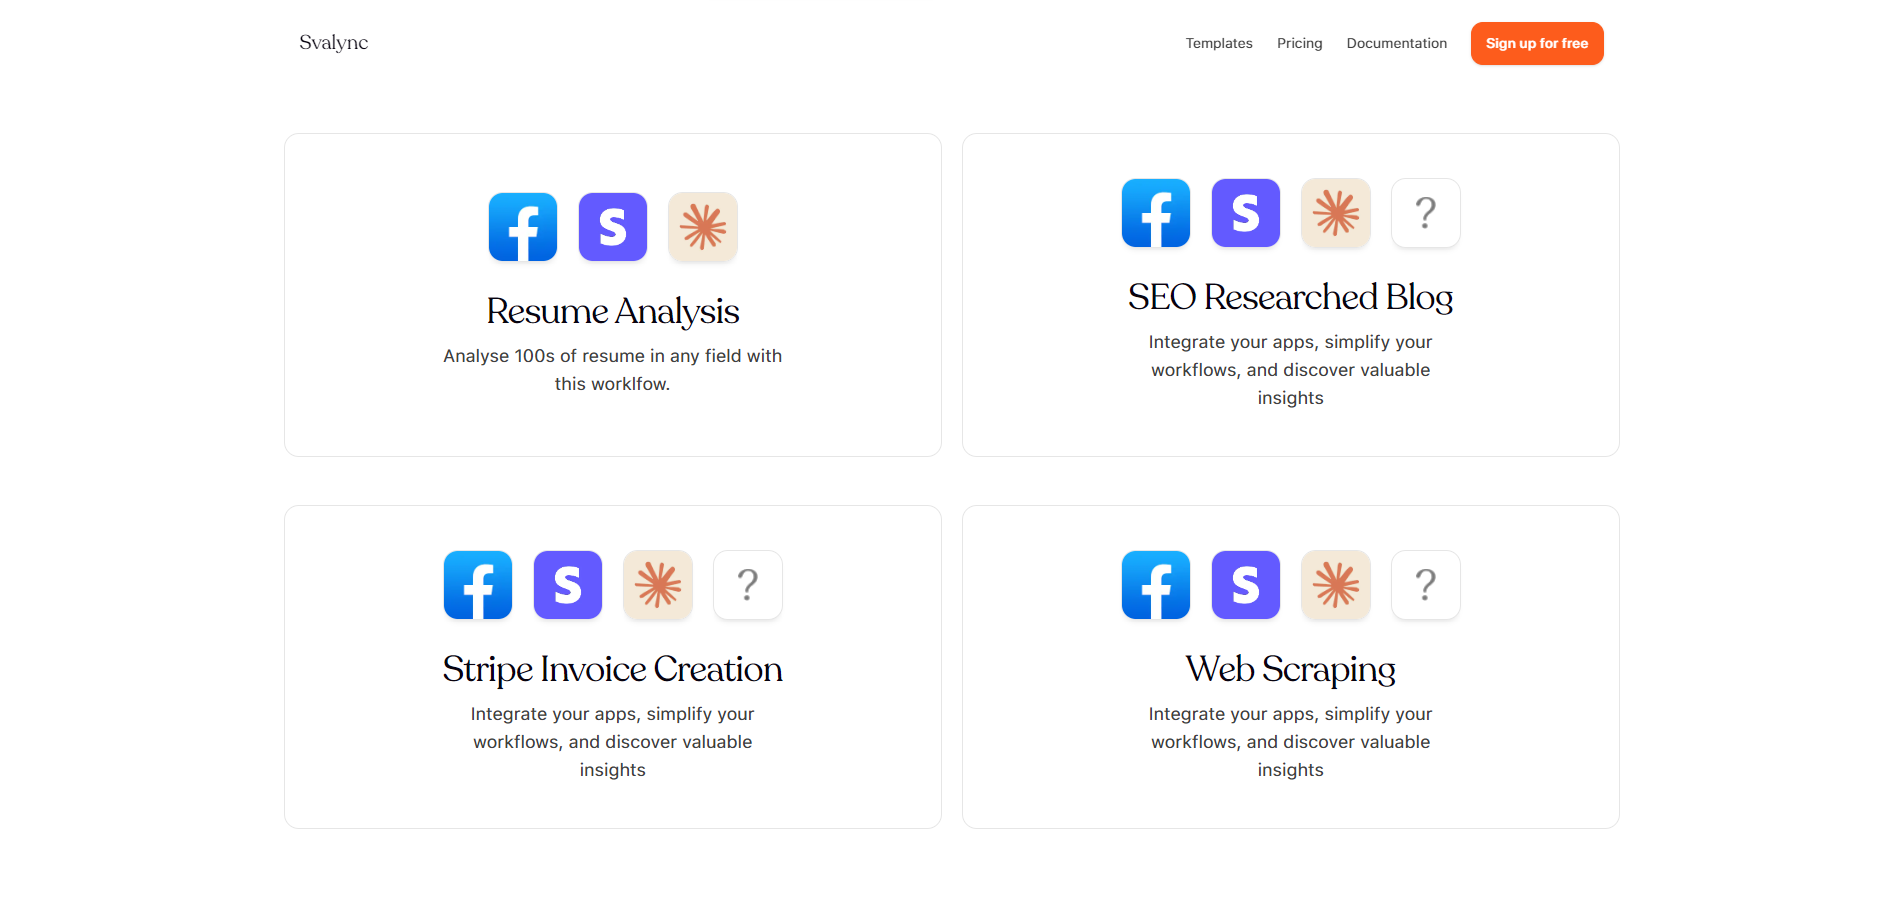 Svalync
Templates
Pricing
Documentation
Sign up for free
Resume Analysis
Analyse 100s of resume in any field with
this worklfow.
?
SEO Researched Blog
Integrate your apps, simplify your
workflows, and discover valuable
insights
?
Stripe Invoice Creation
Integrate your apps, simplify your
workflows, and discover valuable
insights
?
Web Scraping
Integrate your apps, simplify your
workflows, and discover valuable
insights